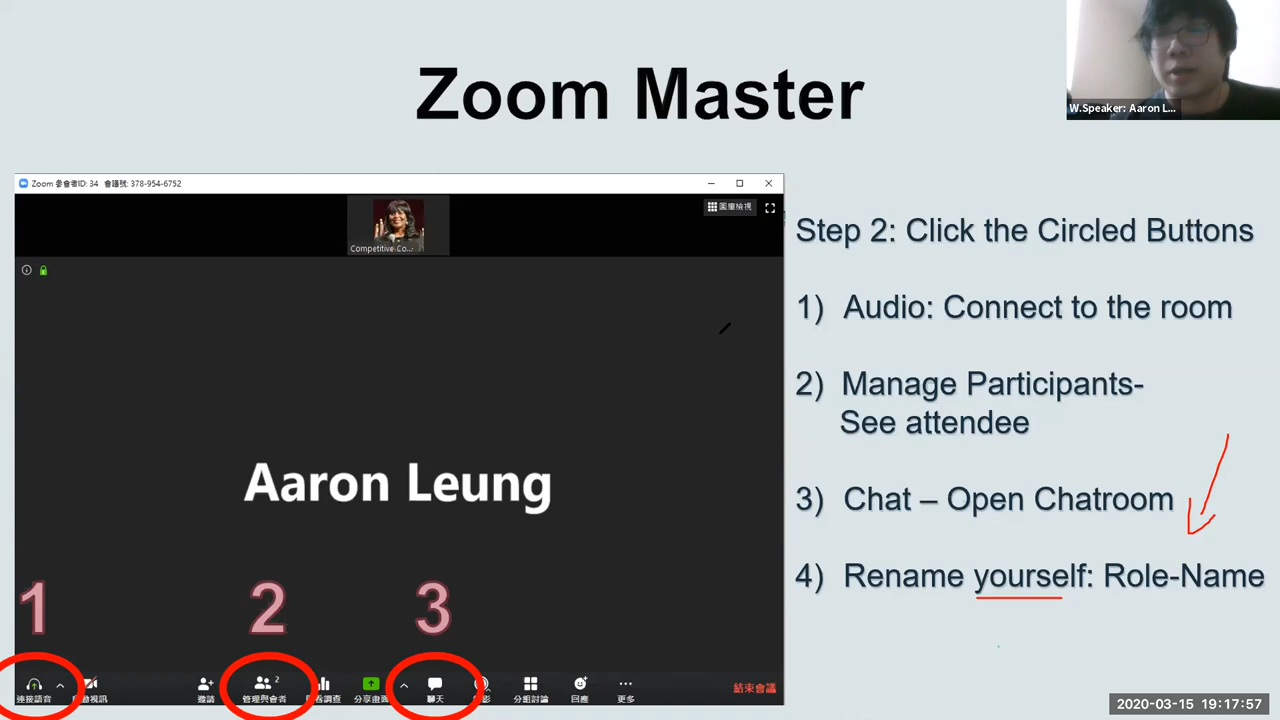 Zoom Master
W.Speaker: Aaron L...
Zoom 參會者ID: 34 會議號: 378-954-6752
圖庫檢視
Competitive Co...
Step 2: Click the Circled Buttons
1) Audio: Connect to the room
2) Manage Participants-
See attendee
3) Chat – Open Chatroom
4) Rename yourself: Role-Name
Aaron Leung
1
2
3
2
連接語音
邀請
管理與會者
分享畫面
聊天
分組討論
回應
更多
結束會議
2020-03-15 19:17:57